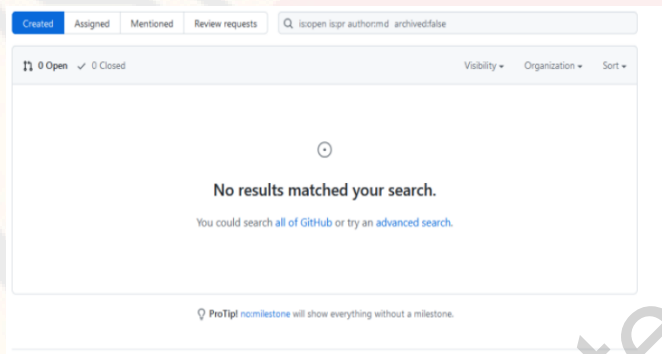 Created Assigned Mentioned Review requests is:open is:pr author:md archived:false
0 Open 0 Closed Visibility Organization Sort
No results matched your search.
You could search all of GitHub or try an advanced search.
ProTip! no:milestone will show everything without a milestone.